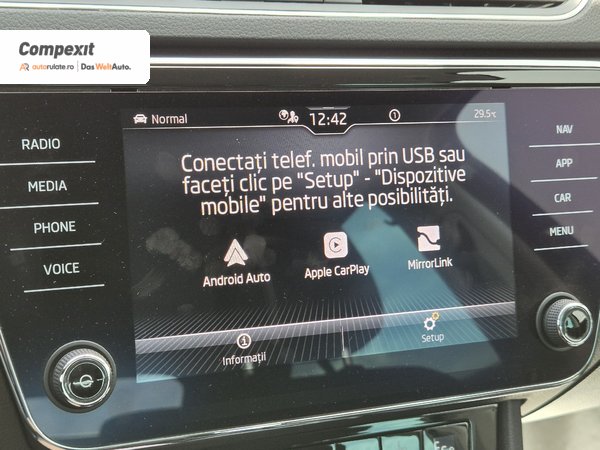 Compexit
autorulate.ro | Das WeltAuto.
RADIO
MEDIA
PHONE
VOICE
Normal
12:42
29.5°C
Conectați telef. mobil prin USB sau
faceți clic pe "Setup" - "Dispozitive
mobile" pentru alte posibilități.
Android Auto
Apple CarPlay
MirrorLink
Informații
Setup
NAV
APP
CAR
MENU